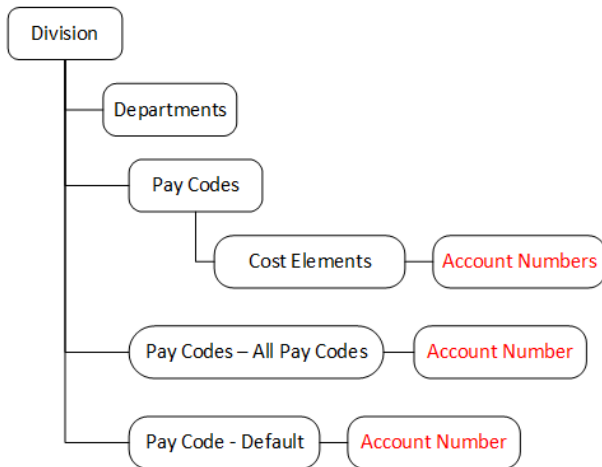 Division
Departments
Pay Codes
Cost Elements
Account Numbers
Pay Codes – All Pay Codes
Account Number
Pay Code - Default
Account Number